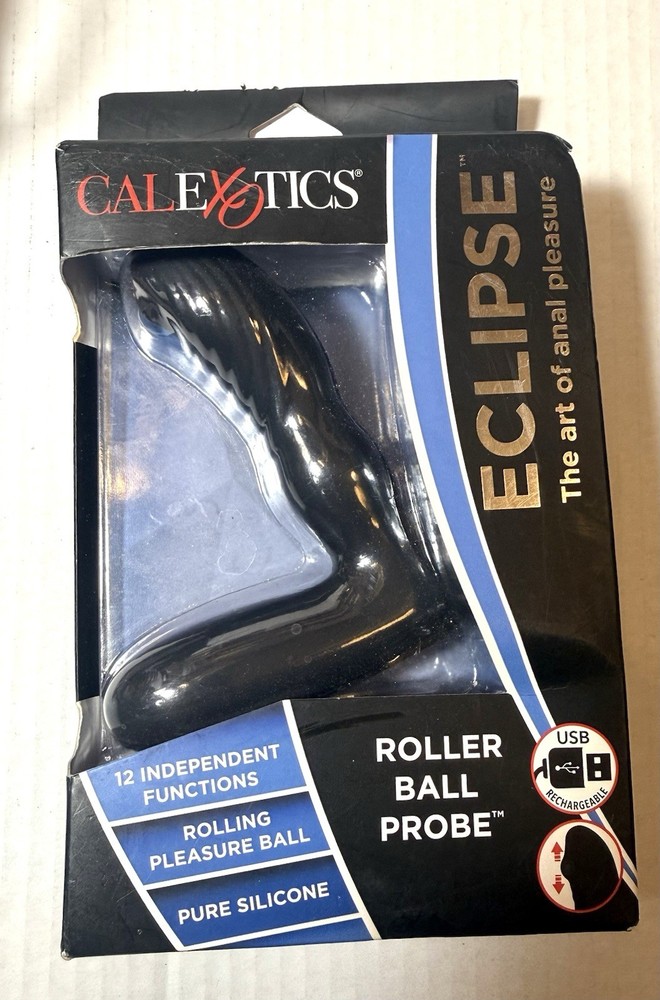 CALEXOTICS®
ECLIPSE™
The art of anal pleasure
12 INDEPENDENT
FUNCTIONS
ROLLING
PLEASURE BALL
PURE SILICONE
ROLLER
BALL
PROBE™
USB
RECHARGEABLE